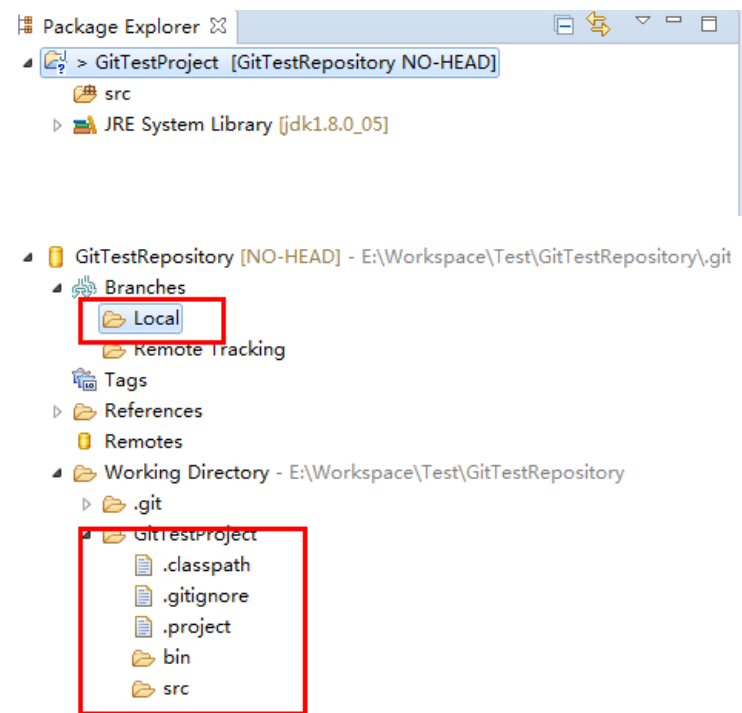 Package Explorer
> GitTestProject [GitTestRepository NO-HEAD]
src
JRE System Library [jdk1.8.0_05]
GitTestRepository [NO-HEAD] - E:\Workspace\Test\GitTestRepository\.git
Branches
Local
Remote Tracking
Tags
References
Remotes
Working Directory - E:\Workspace\Test\GitTestRepository
.git
GitTestProject
.classpath
.gitignore
.project
bin
src